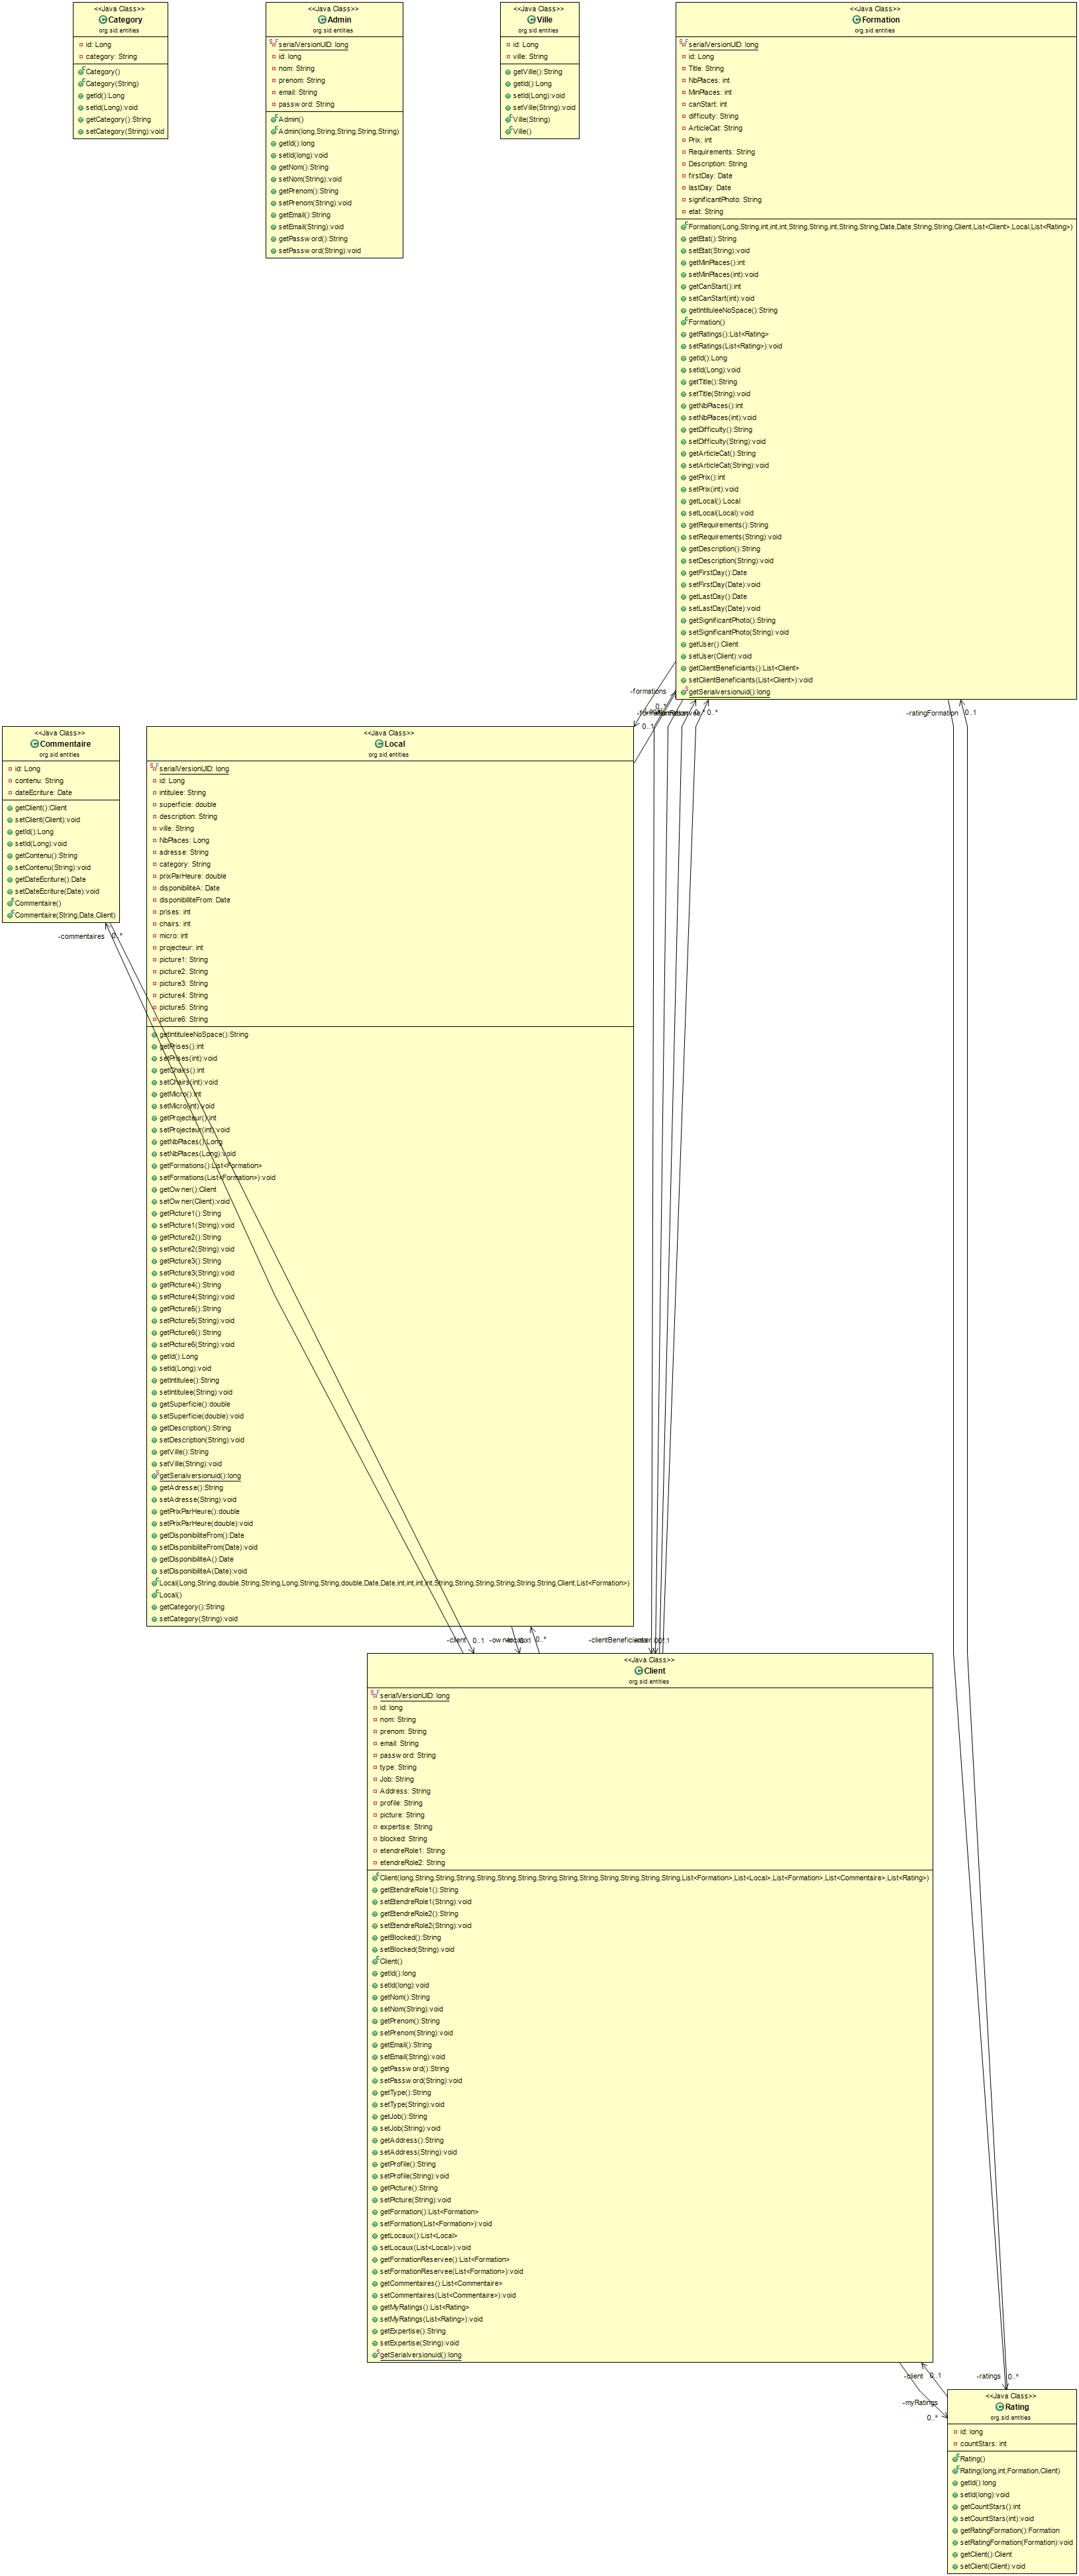 <<Java Class>>
Category
org.sid.entities
id: Long
category: String
Category()
Category(String)
getId():Long
setId(Long):void
getCategory():String
setCategory(String):void
<<Java Class>>
Admin
org.sid.entities
serialVersionUID: long
id: long
nom: String
prenom: String
email: String
password: String
Admin()
Admin(long,String,String,String,String)
getId():long
setId(long):void
getNom():String
setNom(String):void
getPrenom():String
setPrenom(String):void
getEmail():String
setEmail(String):void
getPassword():String
setPassword(String):void
<<Java Class>>
Ville
org.sid.entities
id: Long
ville: String
getVille():String
getId():Long
setId(Long):void
setVille(String):void
Ville(String)
Ville()
<<Java Class>>
Formation
org.sid.entities
serialVersionUID: long
id: Long
Title: String
NbPlaces: int
MinPlaces: int
canStart: int
difficulty: String
ArticleCat: String
Prix: int
Requirements: String
Description: String
firstDay: Date
lastDay: Date
significantPhoto: String
etat: String
Formation(Long,String,int,int,int,String,String,int,String,String,Date,Date,String,String,Client,List<Client>,Local,List<Rating>)
getEtat():String
setEtat(String):void
getMinPlaces():int
setMinPlaces(int):void
getCanStart():int
setCanStart(int):void
getIntituleeNoSpace():String
Formation()
getRatings():List<Rating>
setRatings(List<Rating>):void
getId():Long
setId(Long):void
getTitle():String
setTitle(String):void
getNbPlaces():int
setNbPlaces(int):void
getDifficulty():String
setDifficulty(String):void
getArticleCat():String
setArticleCat(String):void
getPrix():int
setPrix(int):void
getLocal():Local
setLocal(Local):void
getRequirements():String
setRequirements(String):void
getDescription():String
setDescription(String):void
getFirstDay():Date
setFirstDay(Date):void
getLastDay():Date
setLastDay(Date):void
getSignificantPhoto():String
setSignificantPhoto(String):void
getUser():Client
setUser(Client):void
getClientBeneficiants():List<Client>
setClientBeneficiants(List<Client>):void
getSerialversionuid():long
-formations
0..*
0..1
0..*
-ratingFormation 0..1
<<Java Class>>
Commentaire
org.sid.entities
id: Long
contenu: String
dateEcriture: Date
getClient():Client
setClient(Client):void
getId():Long
setId(Long):void
getContenu():String
setContenu(String):void
getDateEcriture():Date
setDateEcriture(Date):void
Commentaire()
Commentaire(String,Date,Client)
-commentaires 0..*
<<Java Class>>
Local
org.sid.entities
serialVersionUID: long
id: Long
intitulee: String
superficie: double
description: String
ville: String
NbPlaces: Long
adresse: String
category: String
prixParHeure: double
disponibiliteA: Date
disponibiliteFrom: Date
prises: int
chairs: int
micro: int
projecteur: int
picture1: String
picture2: String
picture3: String
picture4: String
picture5: String
picture6: String
getIntituleeNoSpace():String
getPrises():int
setPrises(int):void
getChairs():int
setChairs(int):void
getMicro():int
setMicro(int):void
getProjecteur():int
setProjecteur(int):void
getNbPlaces():Long
setNbPlaces(Long):void
getFormations():List<Formation>
setFormations(List<Formation>):void
getOwner():Client
setOwner(Client):void
getPicture1():String
setPicture1(String):void
getPicture2():String
setPicture2(String):void
getPicture3():String
setPicture3(String):void
getPicture4():String
setPicture4(String):void
getPicture5():String
setPicture5(String):void
getPicture6():String
setPicture6(String):void
getId():Long
setId(Long):void
getIntitulee():String
setIntitulee(String):void
getSuperficie():double
setSuperficie(double):void
getDescription():String
setDescription(String):void
getVille():String
setVille(String):void
getSerialversionuid():long
getAdresse():String
setAdresse(String):void
getPrixParHeure():double
setPrixParHeure(double):void
getDisponibiliteFrom():Date
setDisponibiliteFrom(Date):void
getDisponibiliteA():Date
setDisponibiliteA(Date):void
Local(Long,String,double,String,String,Long,String,String,double,Date,Date,int,int,int,int,String,String,String,String,String,String,Client,List<Formation>)
Local()
getCategory():String
setCategory(String):void
-client 0..1
0..*
-clientBeneficiants
<<Java Class>>
Client
org.sid.entities
serialVersionUID: long
id: long
nom: String
prenom: String
email: String
password: String
type: String
Job: String
Address: String
profile: String
picture: String
expertise: String
blocked: String
etendreRole1: String
etendreRole2: String
Client(long,String,String,String,String,String,String,String,String,String,String,String,String,String,List<Formation>,List<Local>,List<Formation>,List<Commentaire>,List<Rating>)
getEtendreRole1():String
setEtendreRole1(String):void
getEtendreRole2():String
setEtendreRole2(String):void
getBlocked():String
setBlocked(String):void
Client()
getId():long
setId(long):void
getNom():String
setNom(String):void
getPrenom():String
setPrenom(String):void
getEmail():String
setEmail(String):void
getPassword():String
setPassword(String):void
getType():String
setType(String):void
getJob():String
setJob(String):void
getAddress():String
setAddress(String):void
getProfile():String
setProfile(String):void
getPicture():String
setPicture(String):void
getFormation():List<Formation>
setFormation(List<Formation>):void
getLocaux():List<Local>
setLocaux(List<Local>):void
getFormationReservee():List<Formation>
setFormationReservee(List<Formation>):void
getCommentaires():List<Commentaire>
setCommentaires(List<Commentaire>):void
getMyRatings():List<Rating>
setMyRatings(List<Rating>):void
getExpertise():String
setExpertise(String):void
getSerialversionuid():long
-client 0..1
-ratings 0..*
-myRatings
0..*
<<Java Class>>
Rating
org.sid.entities
id: long
countStars: int
Rating()
Rating(long,int,Formation,Client)
getId():long
setId(long):void
getCountStars():int
setCountStars(int):void
getRatingFormation():Formation
setRatingFormation(Formation):void
getClient():Client
setClient(Client):void